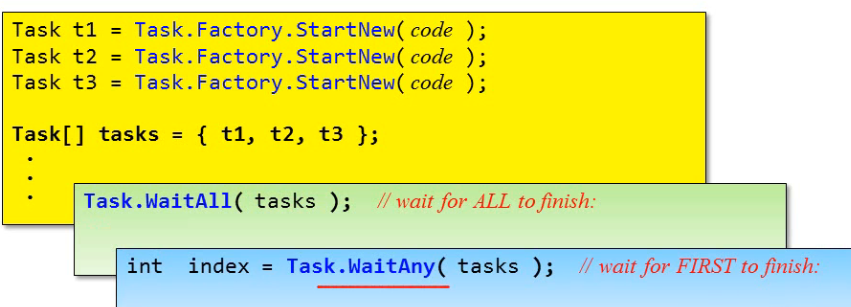 Task t1 = Task.Factory.StartNew( code );
Task t2 = Task.Factory.StartNew( code );
Task t3 = Task.Factory.StartNew( code );
Task[] tasks = { t1, t2, t3 };
.
.
.
Task.WaitAll( tasks ); // wait for ALL to finish:
int index = Task.WaitAny( tasks ); // wait for FIRST to finish: